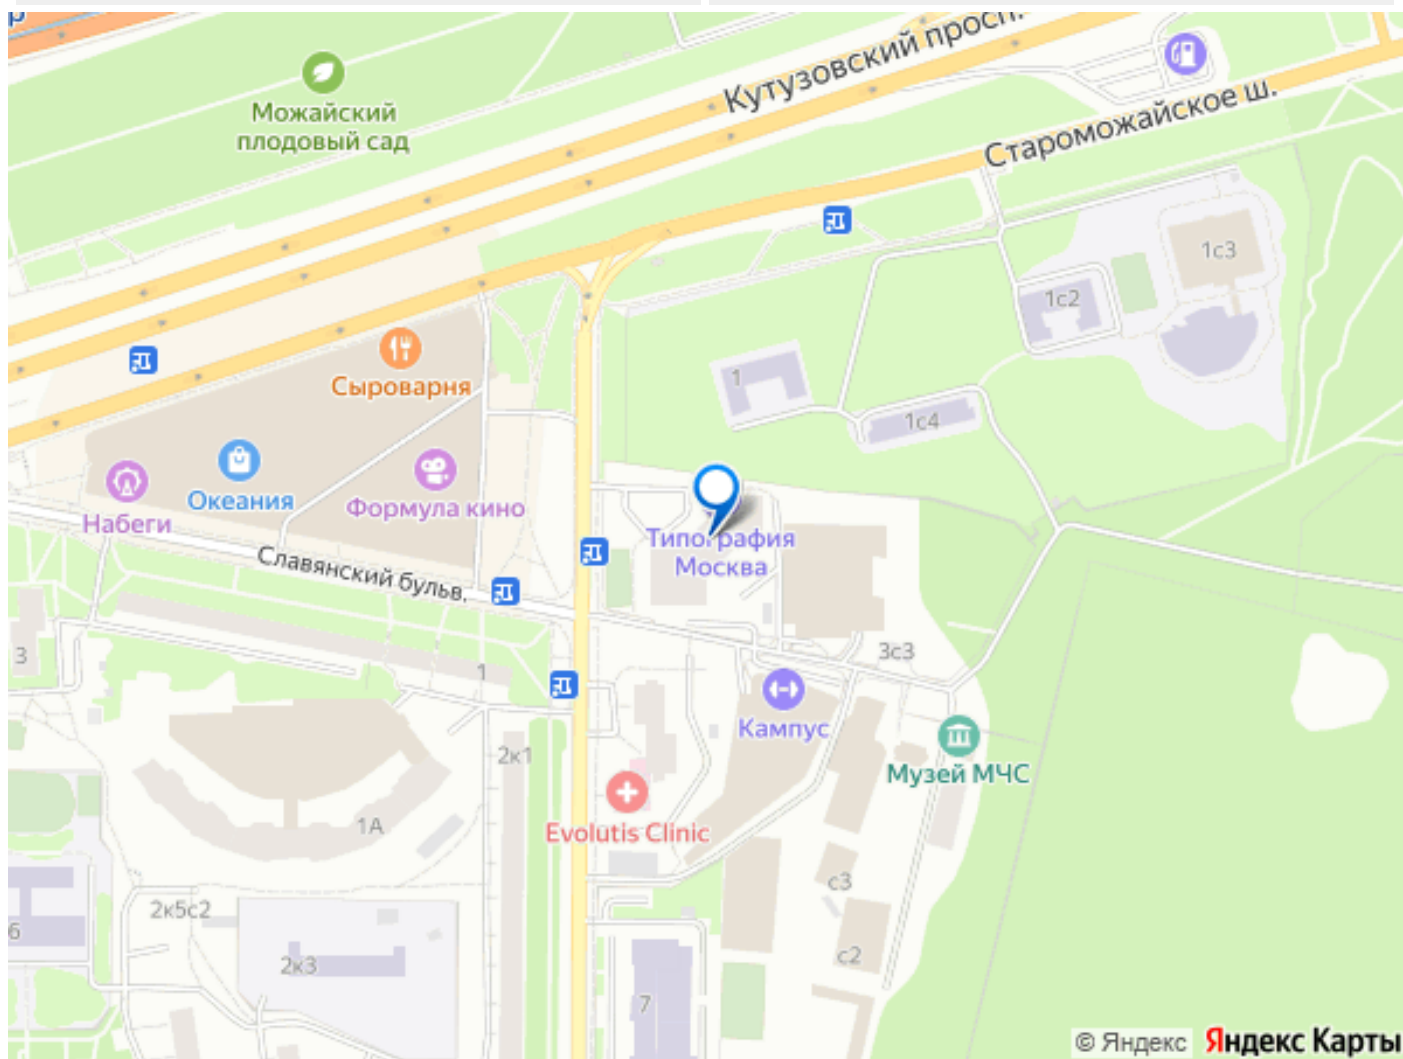 р
Кутузовский просп.
Можайский
плодовый сад
Староможайское ш.
1с3
1с2
Сыроварня
1
1с4
Океания
Формула кино
Набеги
Типография
Москва
Славянский бульв.
3
1
3с3
Кампус
2к1
Музей МЧС
1А
Evolutis Clinic
с3
2к5с2
6
с2
2к3
7
© Яндекс Яндекс Карты